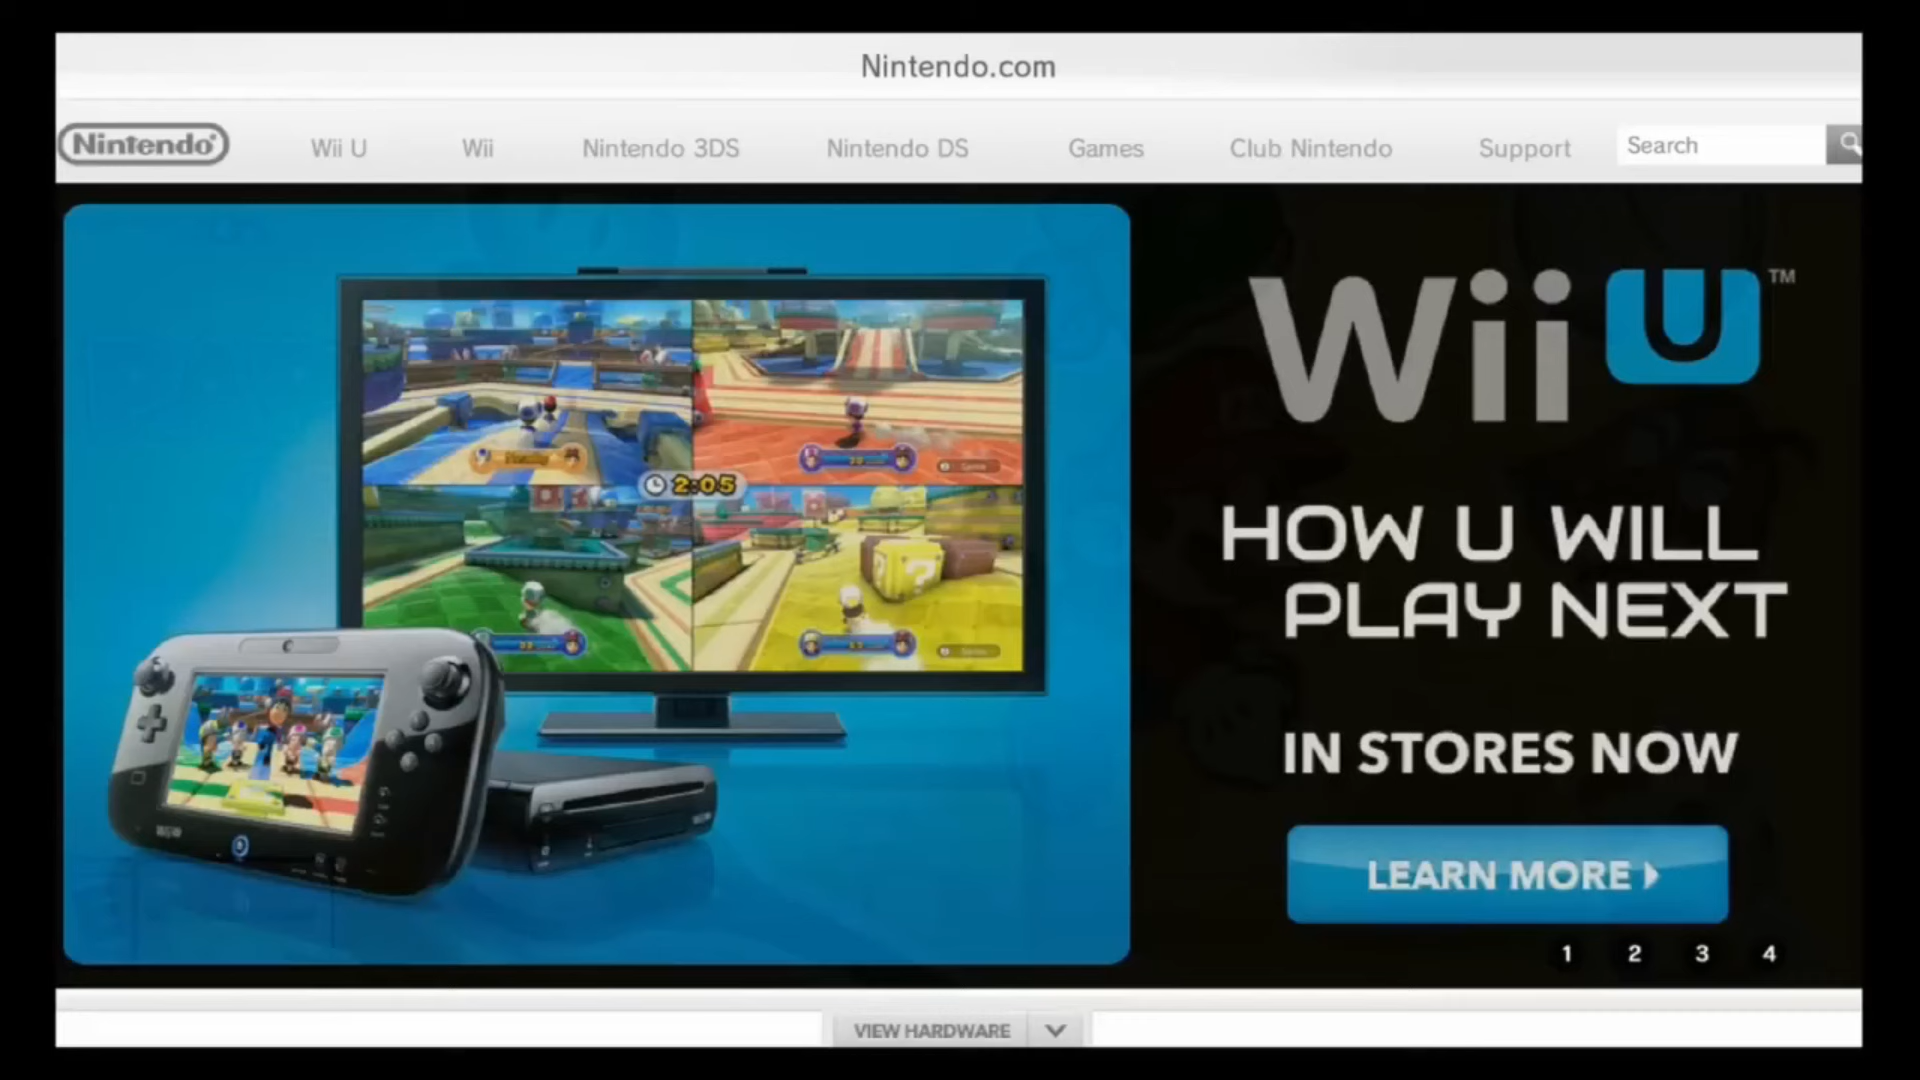 Nintendo.com
Nintendo®
Wii U
Wii
Nintendo 3DS
Nintendo DS
Games
Club Nintendo
Support
Search
Wii U™
HOW U WILL
PLAY NEXT
IN STORES NOW
LEARN MORE
1 2 3 4
2:05
VIEW HARDWARE